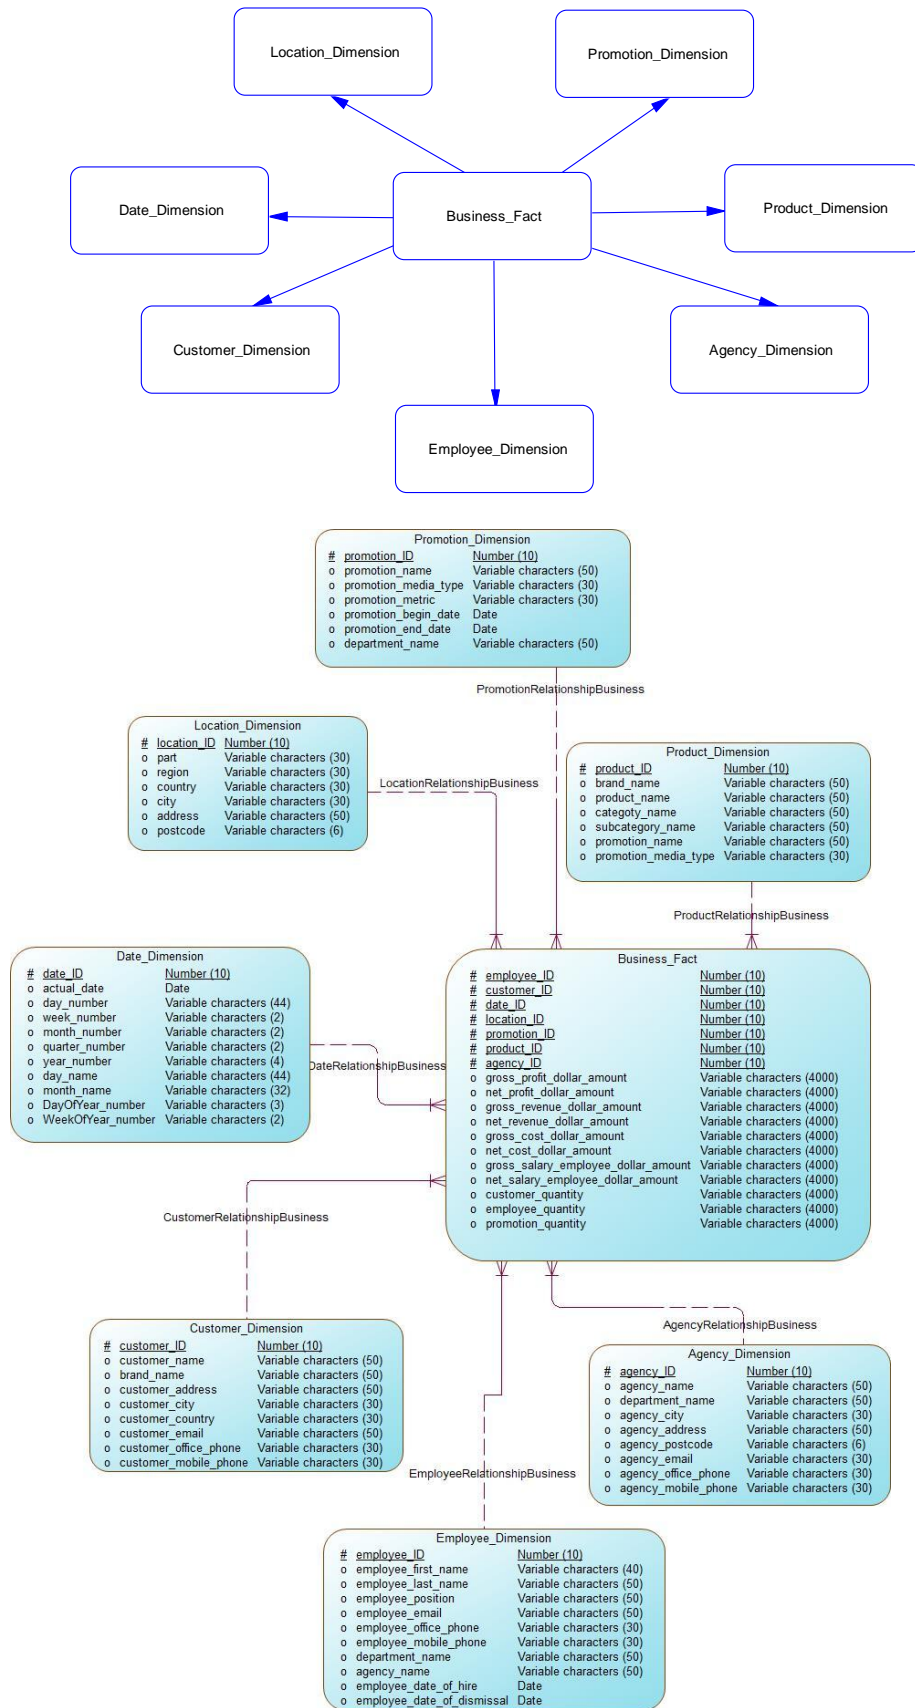 Location_Dimension
Promotion_Dimension
Date_Dimension
Business_Fact
Product_Dimension
Customer_Dimension
Agency_Dimension
Employee_Dimension
Promotion_Dimension
# promotion_ID Number (10)
o promotion_name Variable characters (50)
o promotion_media_type Variable characters (30)
o promotion_metric Variable characters (30)
o promotion_begin_date Date
o promotion_end_date Date
o department_name Variable characters (50)
PromotionRelationshipBusiness
Location_Dimension
# location_ID Number (10)
o part Variable characters (30)
o region Variable characters (30)
o country Variable characters (30)
o city Variable characters (30)
o address Variable characters (50)
o postcode Variable characters (6)
LocationRelationshipBusiness
Product_Dimension
# product_ID Number (10)
o brand_name Variable characters (50)
o product_name Variable characters (50)
o categoty_name Variable characters (50)
o subcategory_name Variable characters (50)
o promotion_name Variable characters (50)
o promotion_media_type Variable characters (30)
ProductRelationshipBusiness
Date_Dimension
# date_ID Number (10)
o actual_date Date
o day_number Variable characters (44)
o week_number Variable characters (2)
o month_number Variable characters (2)
o quarter_number Variable characters (2)
o year_number Variable characters (4)
o day_name Variable characters (44)
o month_name Variable characters (32)
o DayOfYear_number Variable characters (3)
o WeekOfYear_number Variable characters (2)
DateRelationshipBusiness
Business_Fact
# employee_ID Number (10)
# customer_ID Number (10)
# date_ID Number (10)
# location_ID Number (10)
# promotion_ID Number (10)
# product_ID Number (10)
# agency_ID Number (10)
o gross_profit_dollar_amount Variable characters (4000)
o net_profit_dollar_amount Variable characters (4000)
o gross_revenue_dollar_amount Variable characters (4000)
o net_revenue_dollar_amount Variable characters (4000)
o gross_cost_dollar_amount Variable characters (4000)
o net_cost_dollar_amount Variable characters (4000)
o gross_salary_employee_dollar_amount Variable characters (4000)
o net_salary_employee_dollar_amount Variable characters (4000)
o customer_quantity Variable characters (4000)
o employee_quantity Variable characters (4000)
o promotion_quantity Variable characters (4000)
CustomerRelationshipBusiness
Customer_Dimension
# customer_ID Number (10)
o customer_name Variable characters (50)
o brand_name Variable characters (50)
o customer_address Variable characters (50)
o customer_city Variable characters (30)
o customer_country Variable characters (30)
o customer_email Variable characters (50)
o customer_office_phone Variable characters (30)
o customer_mobile_phone Variable characters (30)
AgencyRelationshipBusiness
Agency_Dimension
# agency_ID Number (10)
o agency_name Variable characters (50)
o department_name Variable characters (50)
o agency_city Variable characters (30)
o agency_address Variable characters (50)
o agency_postcode Variable characters (6)
o agency_email Variable characters (30)
o agency_office_phone Variable characters (30)
o agency_mobile_phone Variable characters (30)
EmployeeRelationshipBusiness
Employee_Dimension
# employee_ID Number (10)
o employee_first_name Variable characters (40)
o employee_last_name Variable characters (50)
o employee_position Variable characters (50)
o employee_email Variable characters (50)
o employee_office_phone Variable characters (30)
o employee_mobile_phone Variable characters (30)
o department_name Variable characters (50)
o agency_name Variable characters (50)
o employee_date_of_hire Date
o employee_date_of_dismissal Date